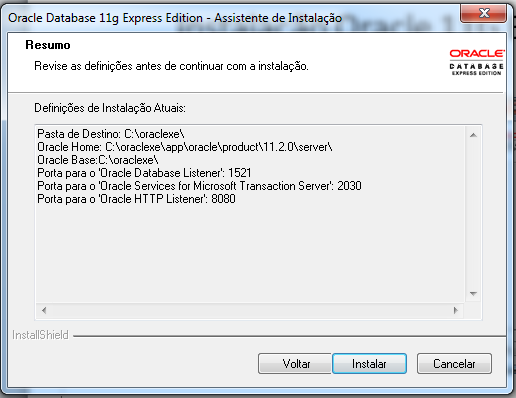 Oracle Database 11g Express Edition - Assistente de Instalação
Resumo
Revise as definições antes de continuar com a instalação.
ORACLE
DATABASE
EXPRESS EDITION
Definições de Instalação Atuais:
Pasta de Destino: C:\oraclexe\
Oracle Home: C:\oraclexe\app\oracle\product\11.2.0\server\
Oracle Base:C:\oraclexe\
Porta para o 'Oracle Database Listener': 1521
Porta para o 'Oracle Services for Microsoft Transaction Server': 2030
Porta para o 'Oracle HTTP Listener': 8080
InstallShield
Voltar
Instalar
Cancelar